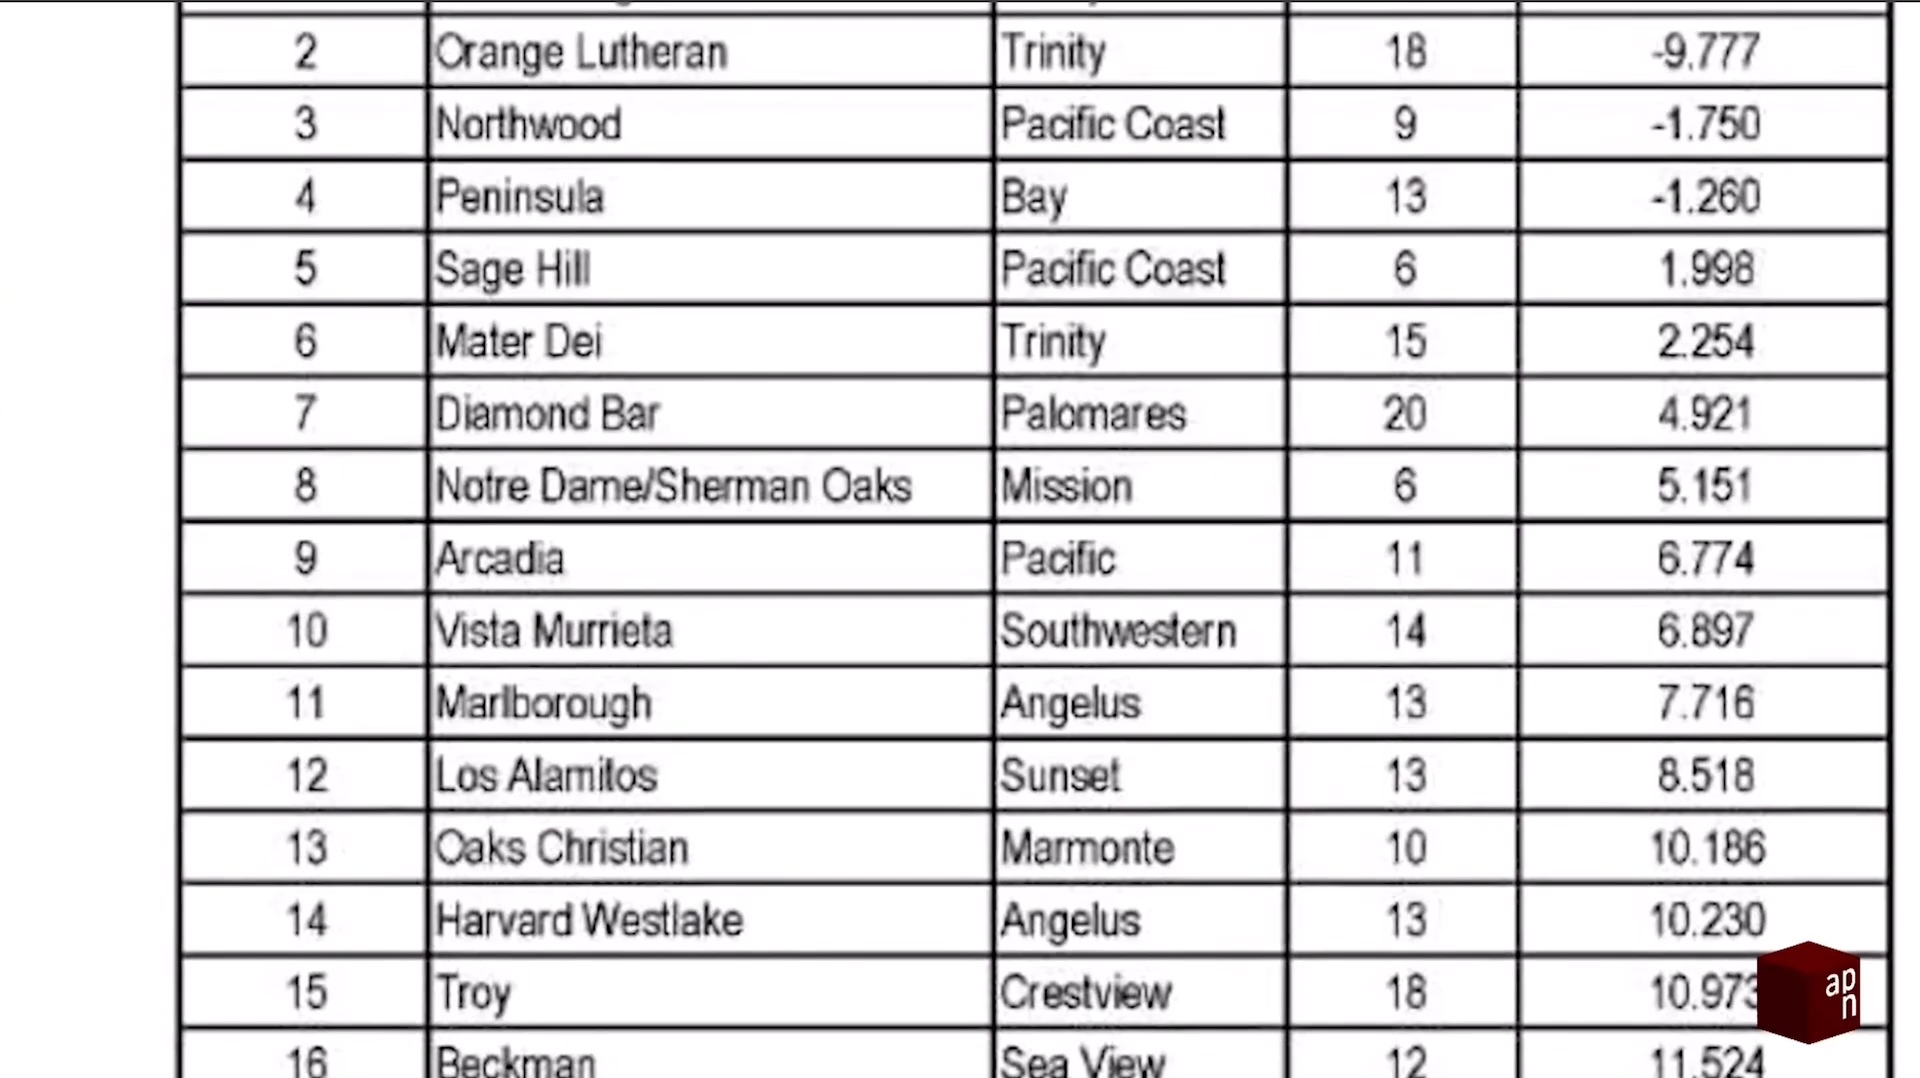 2 Orange Lutheran Trinity 18 -9.777
3 Northwood Pacific Coast 9 -1.750
4 Peninsula Bay 13 -1.260
5 Sage Hill Pacific Coast 6 1.998
6 Mater Dei Trinity 15 2.254
7 Diamond Bar Palomares 20 4.921
8 Notre Dame/Sherman Oaks Mission 6 5.151
9 Arcadia Pacific 11 6.774
10 Vista Murrieta Southwestern 14 6.897
11 Marlborough Angelus 13 7.716
12 Los Alamitos Sunset 13 8.518
13 Oaks Christian Marmonte 10 10.186
14 Harvard Westlake Angelus 13 10.230
15 Troy Crestview 18 10.973
16 Beckman Sea View 12 11.524
apn